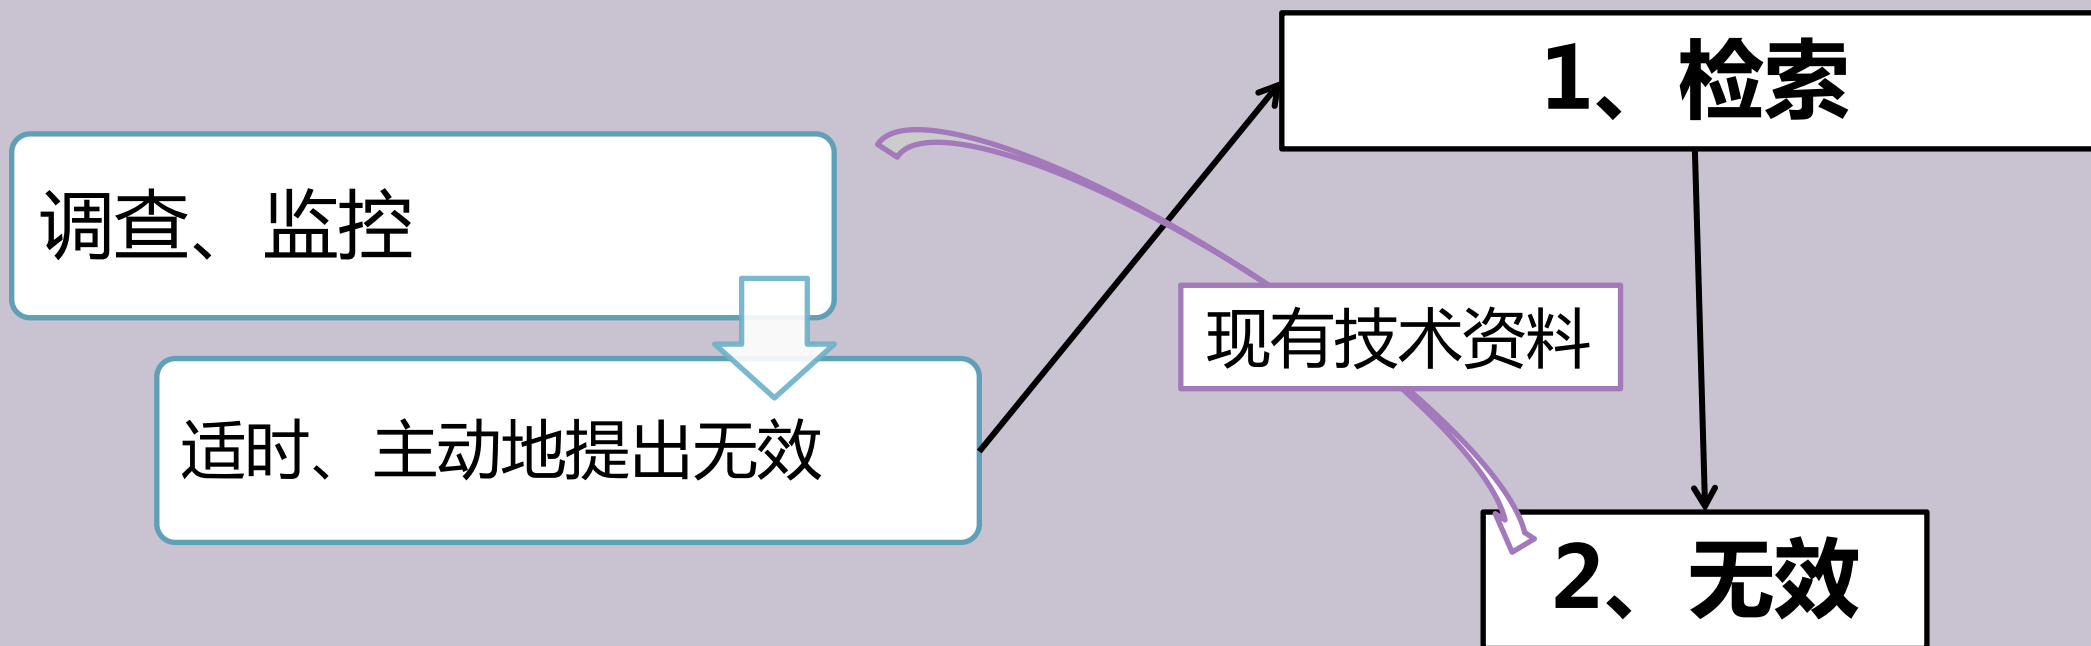 1、检索
调查、监控
现有技术资料
适时、主动地提出无效
2、无效